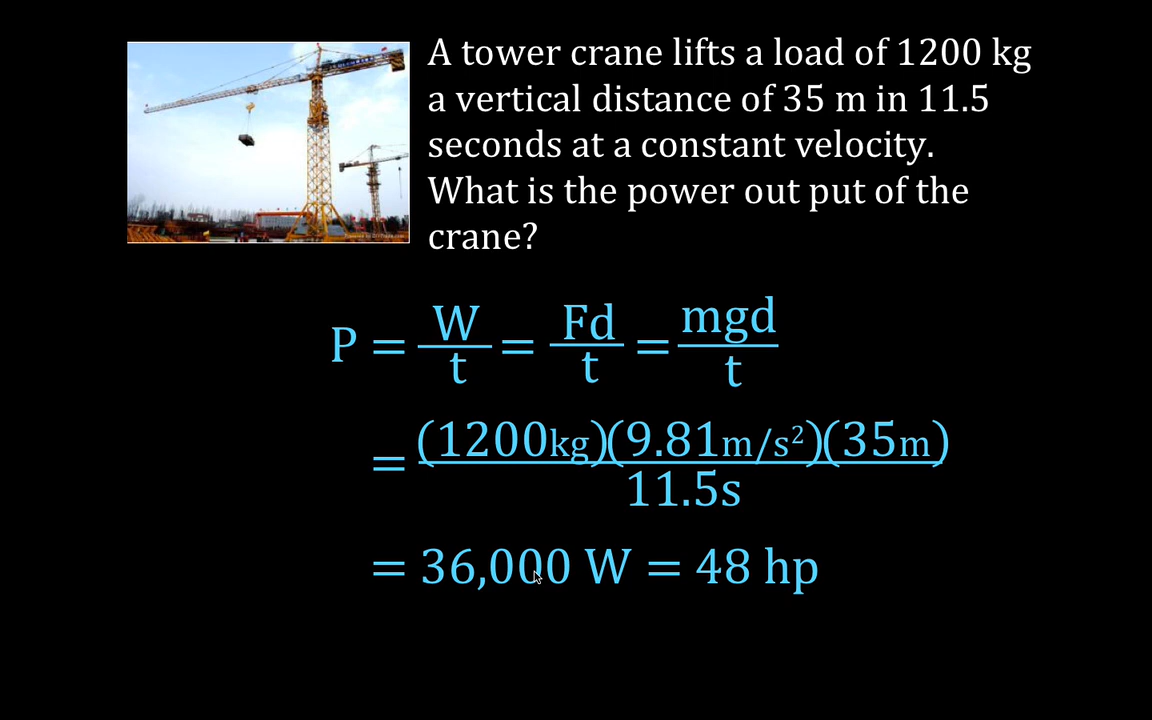 A tower crane lifts a load of 1200 kg
a vertical distance of 35 m in 11.5
seconds at a constant velocity.
What is the power out put of the
crane?
P = W/t = Fd/t = mgd/t
= (1200kg)(9.81m/s²)(35m)
11.5s
= 36,000 W = 48 hp